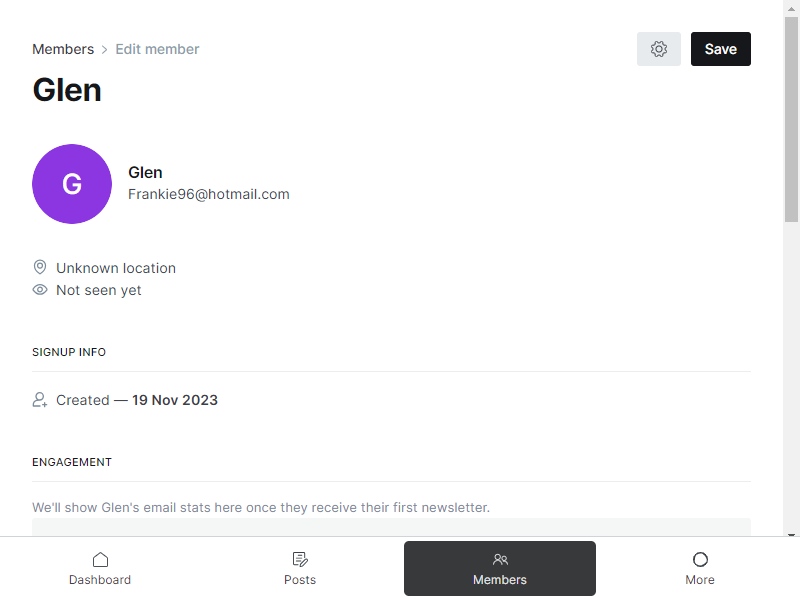 Members > Edit member
Save
Glen
G
Glen
Frankie96@hotmail.com
Unknown location
Not seen yet
SIGNUP INFO
Created — 19 Nov 2023
ENGAGEMENT
We'll show Glen's email stats here once they receive their first newsletter.
Dashboard
Posts
Members
More